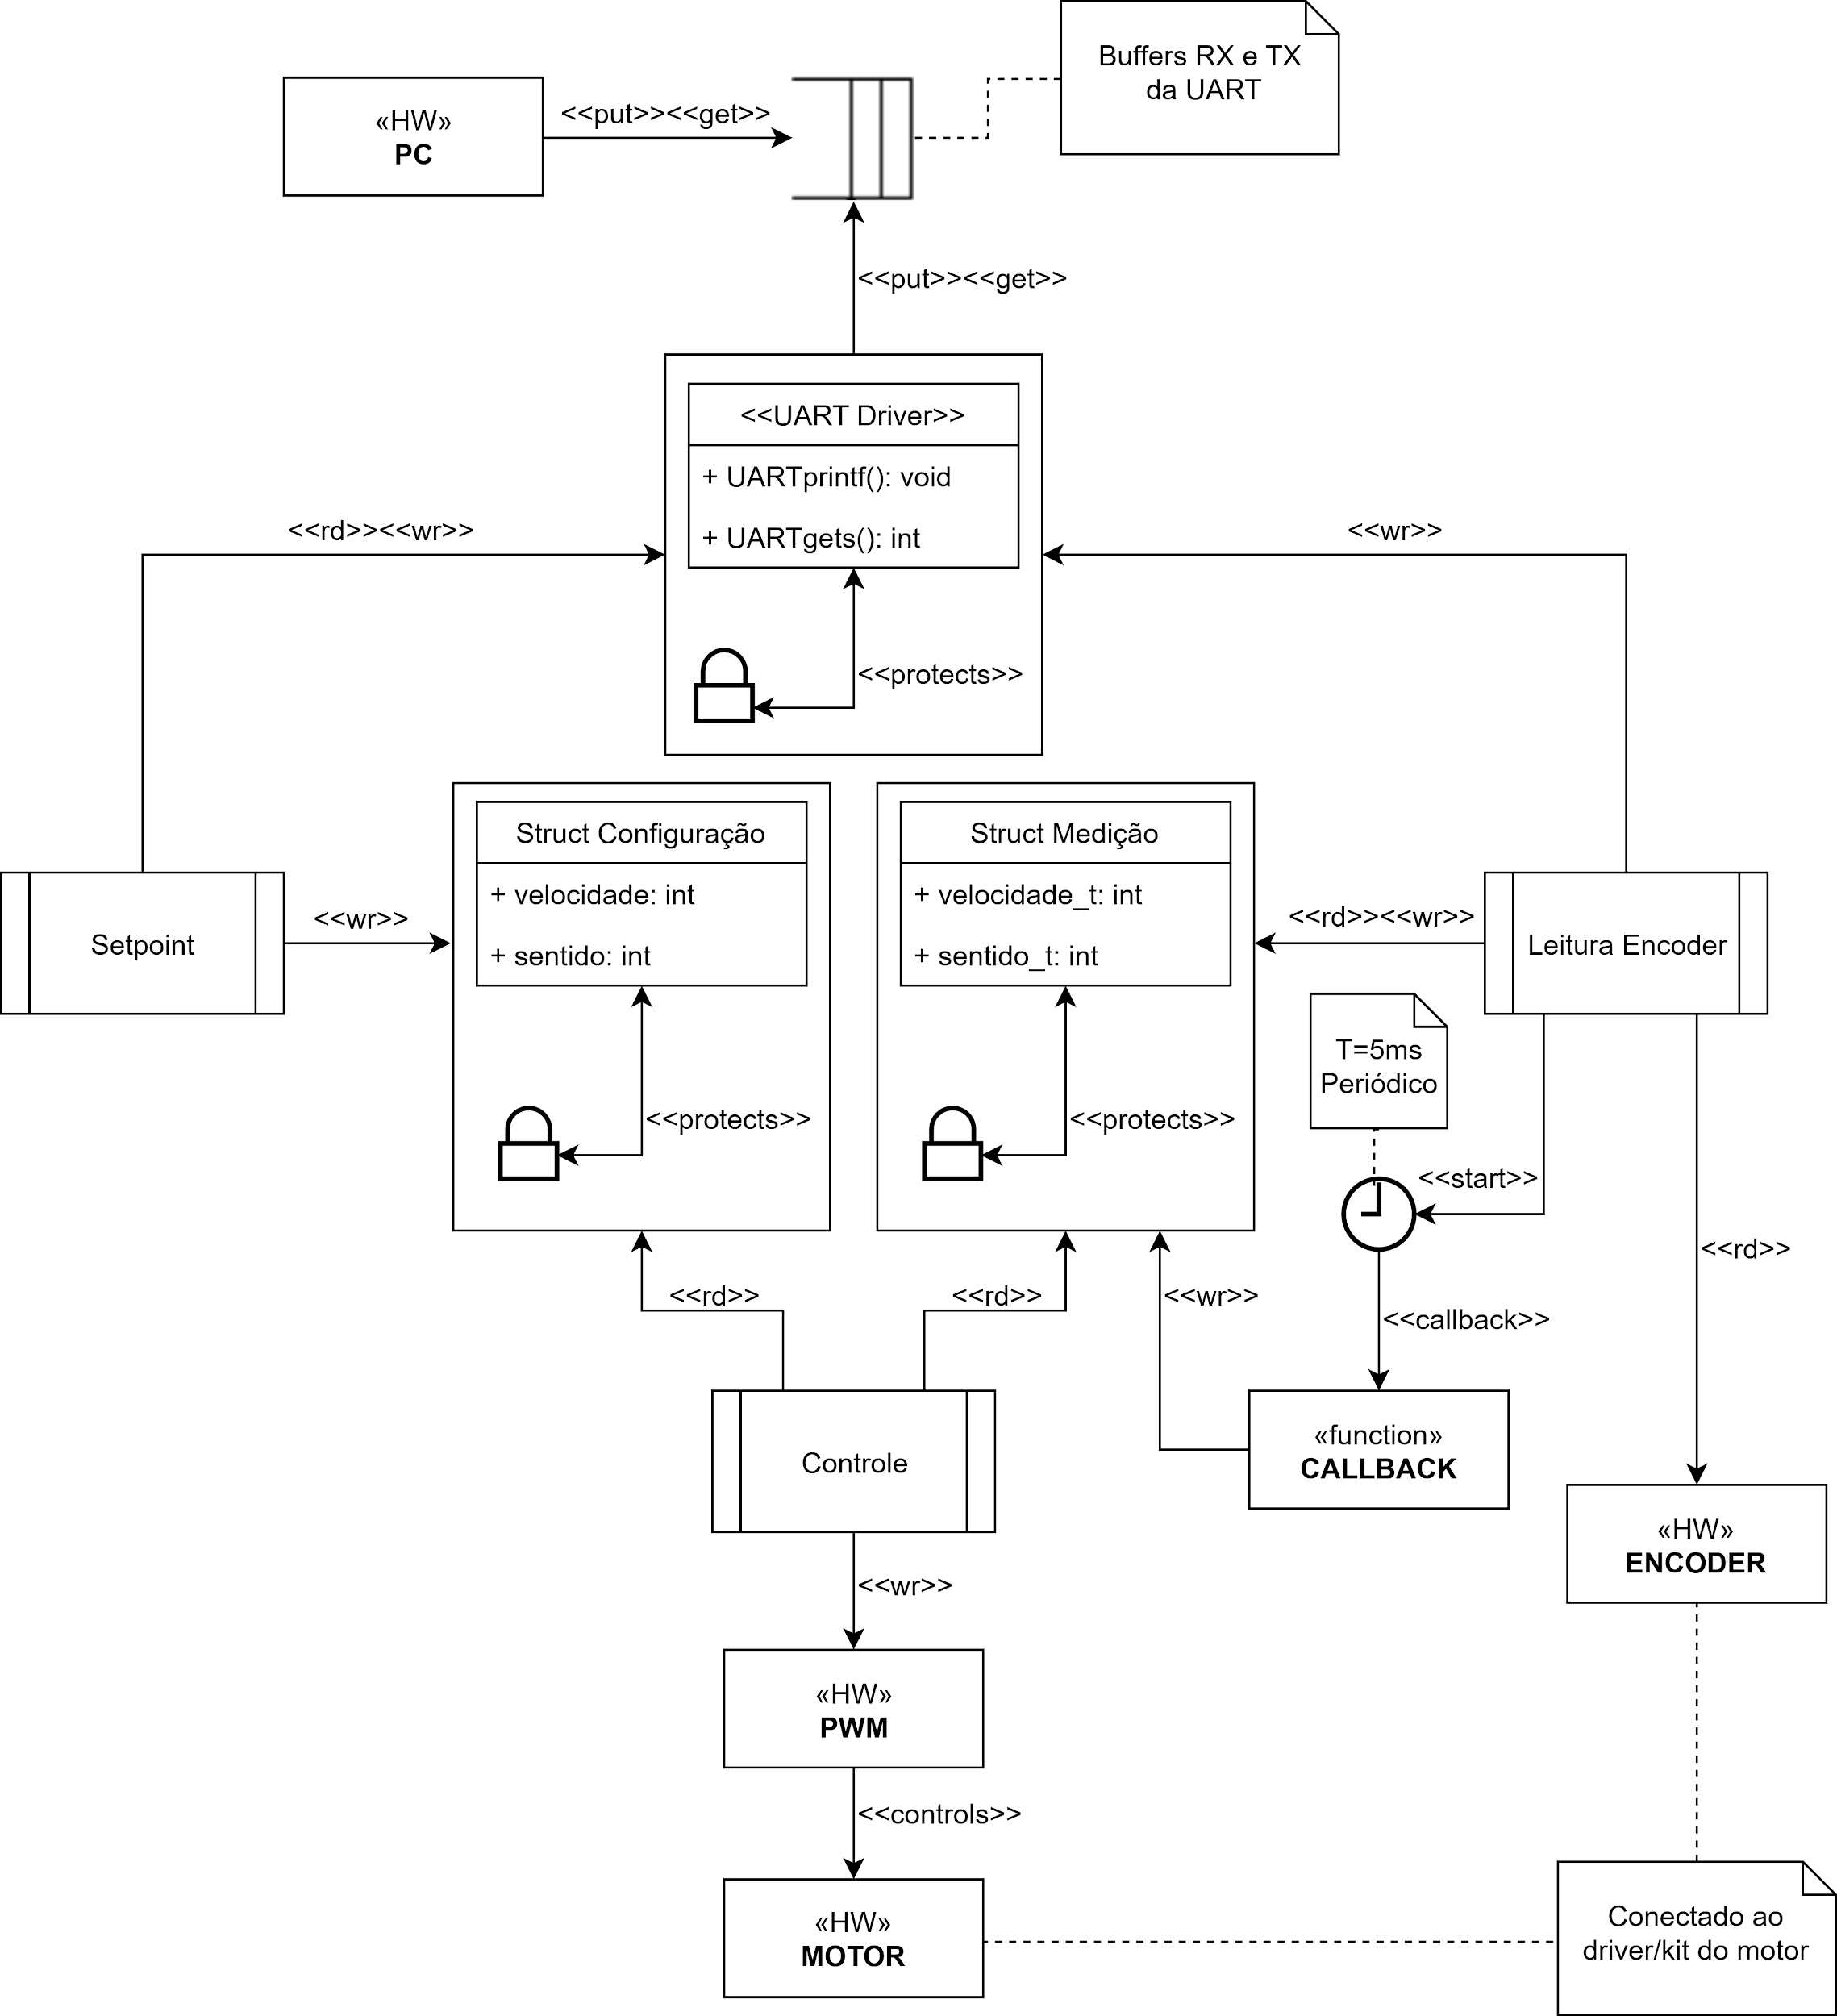 Buffers RX e TX
da UART
«HW»
PC
<<put>><<get>>
<<put>><<get>>
<<UART Driver>>
+ UARTprintf(): void
+ UARTgets(): int
<<protects>>
<<rd>><<wr>>
<<wr>>
Setpoint
<<wr>>
Struct Configuração
+ velocidade: int
+ sentido: int
<<protects>>
Struct Medição
+ velocidade_t: int
+ sentido_t: int
<<protects>>
<<rd>><<wr>>
Leitura Encoder
T=5ms
Periódico
<<start>>
<<rd>>
<<rd>>
<<rd>>
<<wr>>
<<callback>>
Controle
«function»
CALLBACK
«HW»
ENCODER
<<wr>>
«HW»
PWM
<<controls>>
«HW»
MOTOR
Conectado ao
driver/kit do motor